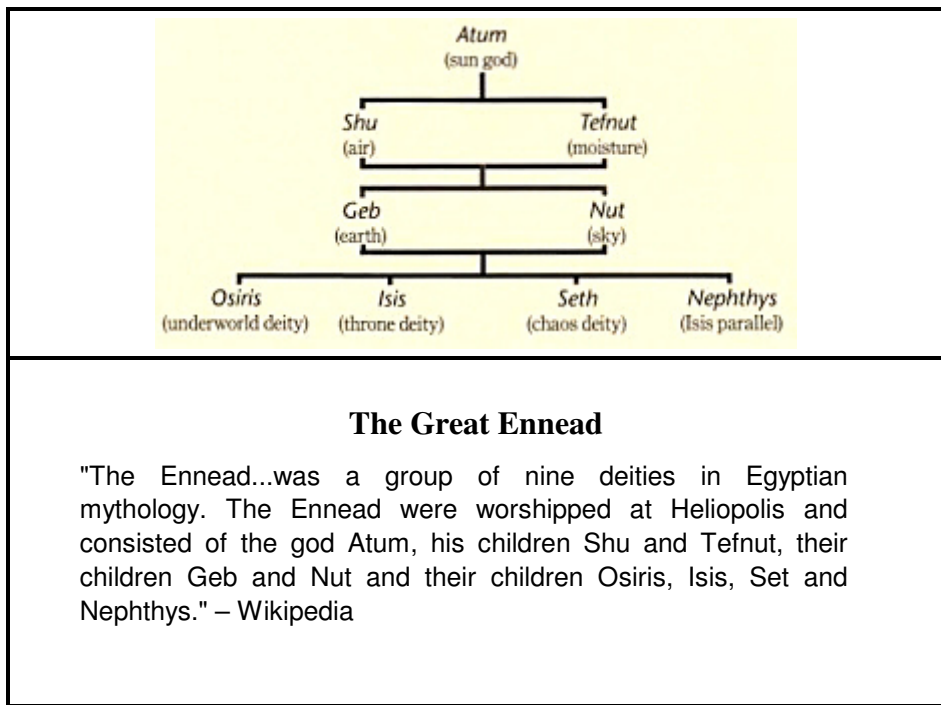 Atum
(sun god)
Shu Tefnut
(air) (moisture)
Geb Nut
(earth) (sky)
Osiris Isis Seth Nephthys
(underworld deity) (throne deity) (chaos deity) (Isis parallel)
The Great Ennead
"The Ennead...was a group of nine deities in Egyptian
mythology. The Ennead were worshipped at Heliopolis and
consisted of the god Atum, his children Shu and Tefnut, their
children Geb and Nut and their children Osiris, Isis, Set and
Nephthys." – Wikipedia